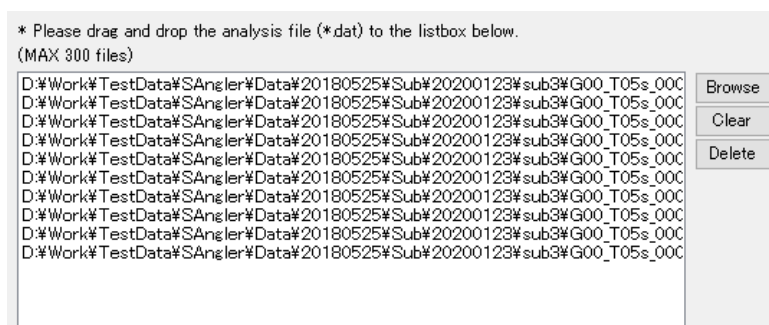 * Please drag and drop the analysis file (*.dat) to the listbox below.
(MAX 300 files)
D:¥Work¥TestData¥SAngler¥Data¥20180525¥Sub¥20200123¥sub3¥G00_T05s_000
Browse
D:¥Work¥TestData¥SAngler¥Data¥20180525¥Sub¥20200123¥sub3¥G00_T05s_000
D:¥Work¥TestData¥SAngler¥Data¥20180525¥Sub¥20200123¥sub3¥G00_T05s_000
Clear
D:¥Work¥TestData¥SAngler¥Data¥20180525¥Sub¥20200123¥sub3¥G00_T05s_000
D:¥Work¥TestData¥SAngler¥Data¥20180525¥Sub¥20200123¥sub3¥G00_T05s_000
Delete
D:¥Work¥TestData¥SAngler¥Data¥20180525¥Sub¥20200123¥sub3¥G00_T05s_000
D:¥Work¥TestData¥SAngler¥Data¥20180525¥Sub¥20200123¥sub3¥G00_T05s_000
D:¥Work¥TestData¥SAngler¥Data¥20180525¥Sub¥20200123¥sub3¥G00_T05s_000
D:¥Work¥TestData¥SAngler¥Data¥20180525¥Sub¥20200123¥sub3¥G00_T05s_000
D:¥Work¥TestData¥SAngler¥Data¥20180525¥Sub¥20200123¥sub3¥G00_T05s_000